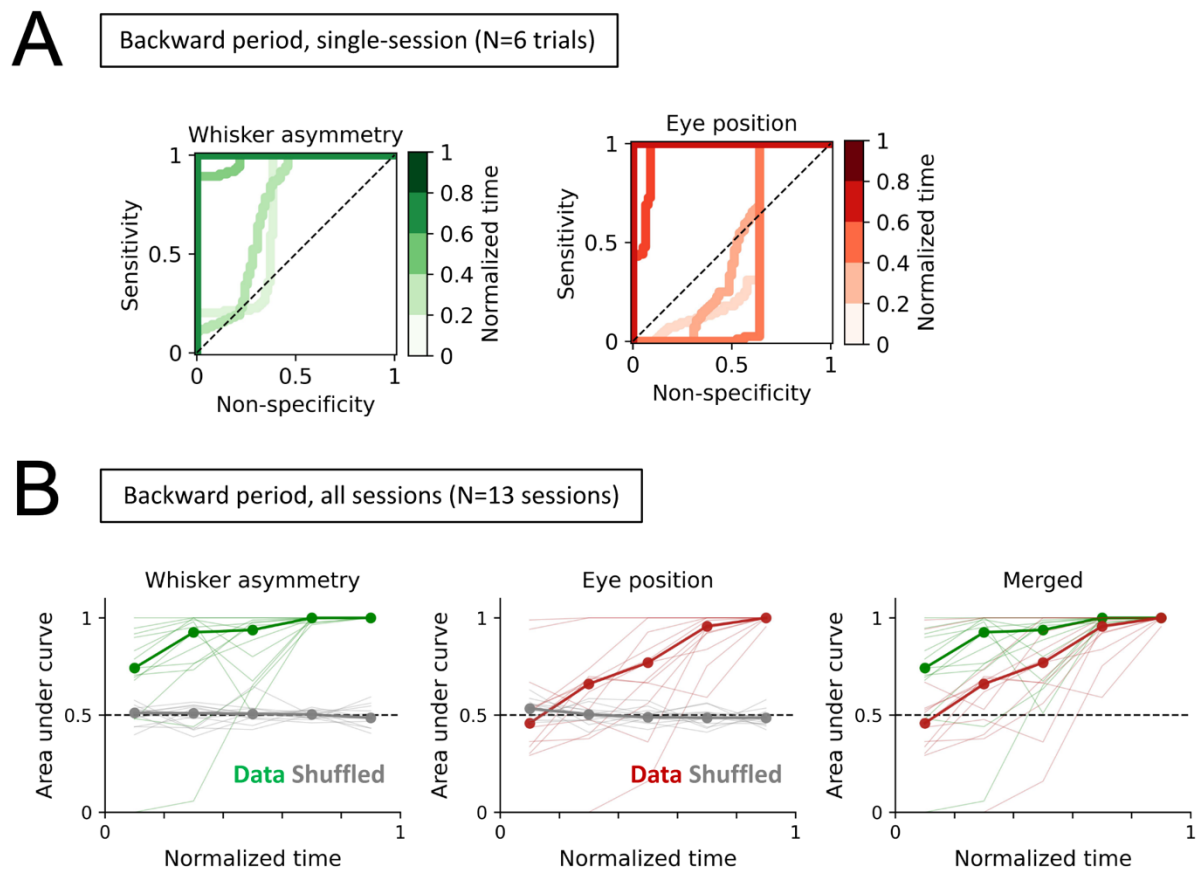 A
Backward period, single-session (N=6 trials)
Whisker asymmetry
Sensitivity
1
0.5
0
0
0.5
1
Non-specificity
1
0.8
0.6
0.4
0.2
0
Normalized time
Eye position
Sensitivity
1
0.5
0
0
0.5
1
Non-specificity
1
0.8
0.6
0.4
0.2
0
Normalized time
B
Backward period, all sessions (N=13 sessions)
Whisker asymmetry
Area under curve
1
0.5
0
Data Shuffled
0
1
Normalized time
Eye position
Area under curve
1
0.5
0
Data Shuffled
0
1
Normalized time
Merged
Area under curve
1
0.5
0
0
1
Normalized time